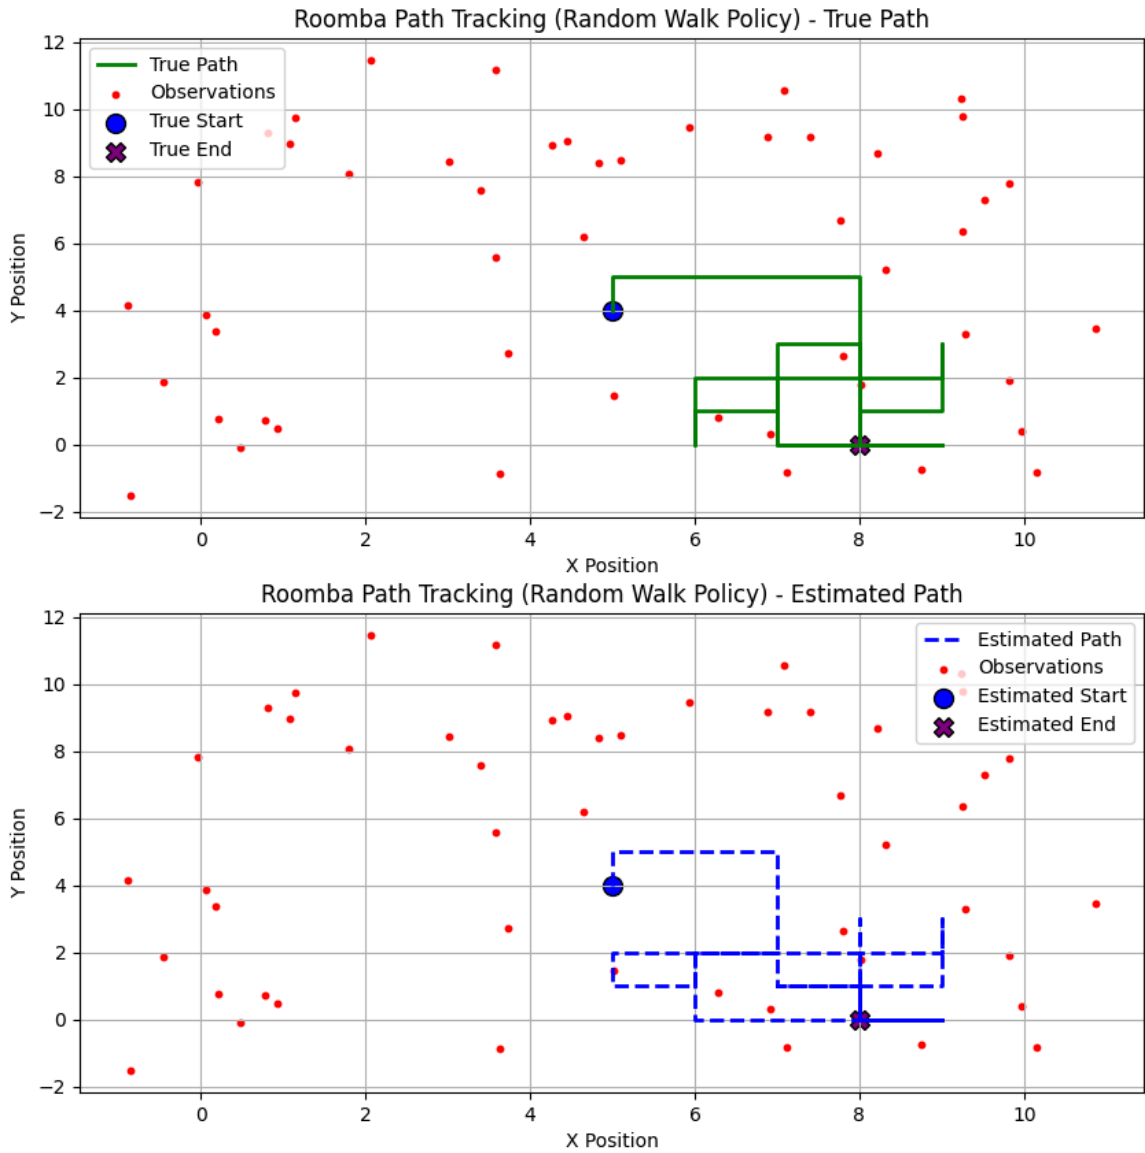 Roomba Path Tracking (Random Walk Policy) - True Path
12
10
8
6
4
2
0
−2
Y Position
True Path
Observations
True Start
True End
0 2 4 6 8 10
X Position
Roomba Path Tracking (Random Walk Policy) - Estimated Path
12
10
8
6
4
2
0
−2
Y Position
Estimated Path
Observations
Estimated Start
Estimated End
0 2 4 6 8 10
X Position